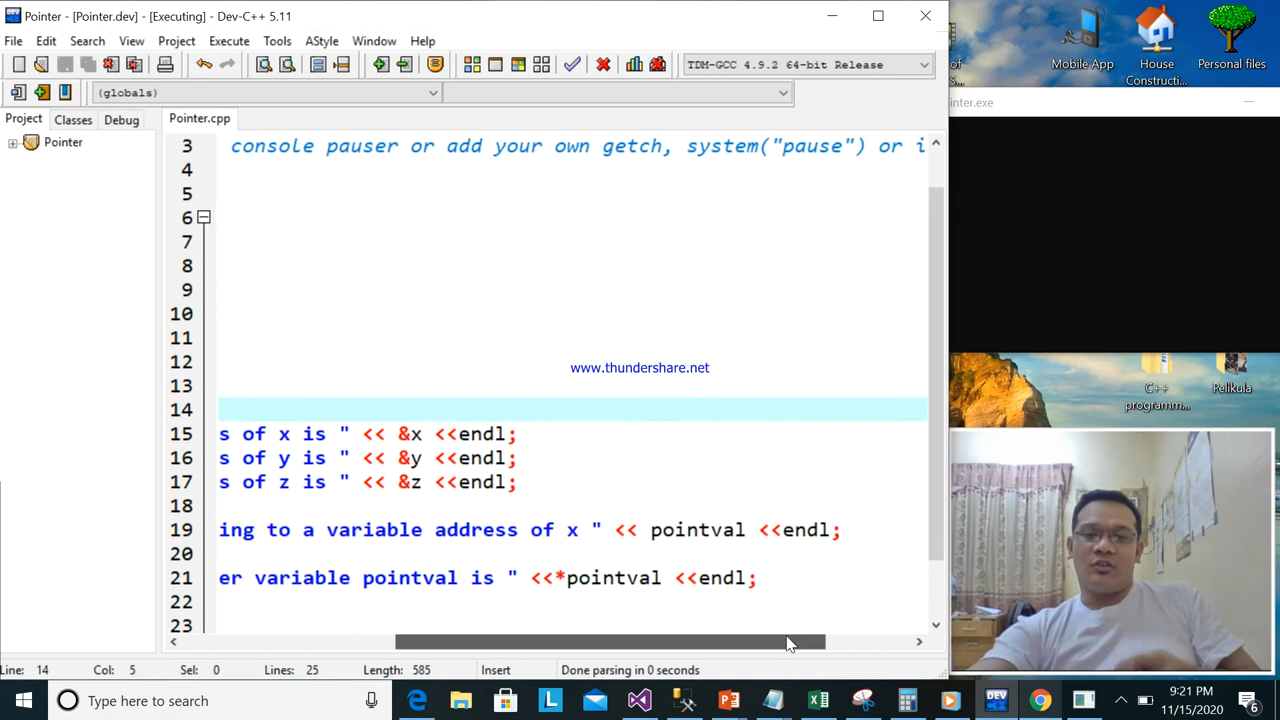 Pointer - [Pointer.dev] - [Executing] - Dev-C++ 5.11
File Edit Search View Project Execute Tools AStyle Window Help
TDM-GCC 4.9.2 64-bit Release
(globals)
Project Classes Debug
Pointer
Pointer.cpp
3 console pauser or add your own getch, system("pause") or i
4
5
6
7
8
9
10
11
12
13
14
15 s of x is " << &x <<endl;
16 s of y is " << &y <<endl;
17 s of z is " << &z <<endl;
18
19 ing to a variable address of x " << pointval <<endl;
20
21 er variable pointval is " <<*pointval <<endl;
22
23
www.thundershare.net
Line: 14 Col: 5 Sel: 0 Lines: 25 Length: 585 Insert Done parsing in 0 seconds
of
S...
Mobile App
House
Constructi...
Personal files
inter.exe
C++
programm...
Pelikula
Type here to search
DEV
9:21 PM
11/15/2020
6